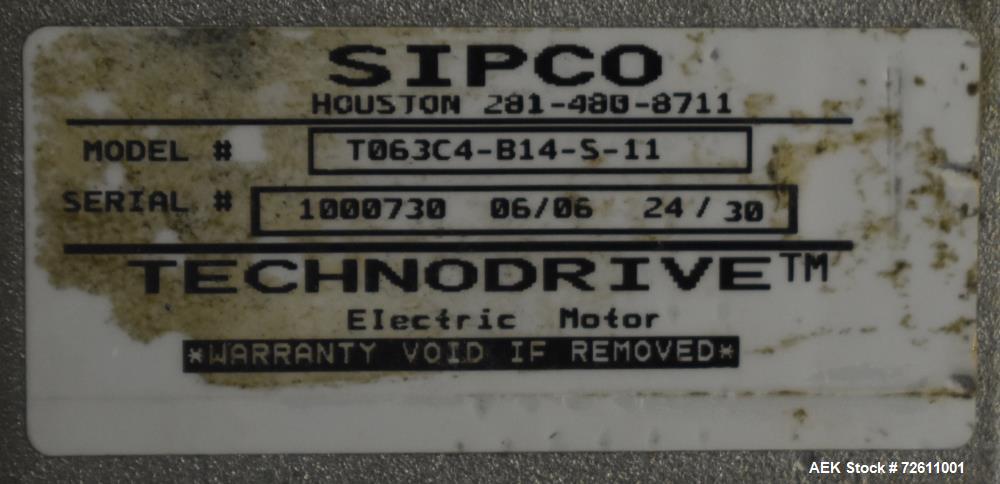 SIPCO
HOUSTON 281-480-8711
MODEL # T063C4-B14-S-11
SERIAL # 1000730 06/06 24 / 30
TECHNODRIVE™
Electric Motor
*WARRANTY VOID IF REMOVED*
AEK Stock # 72611001